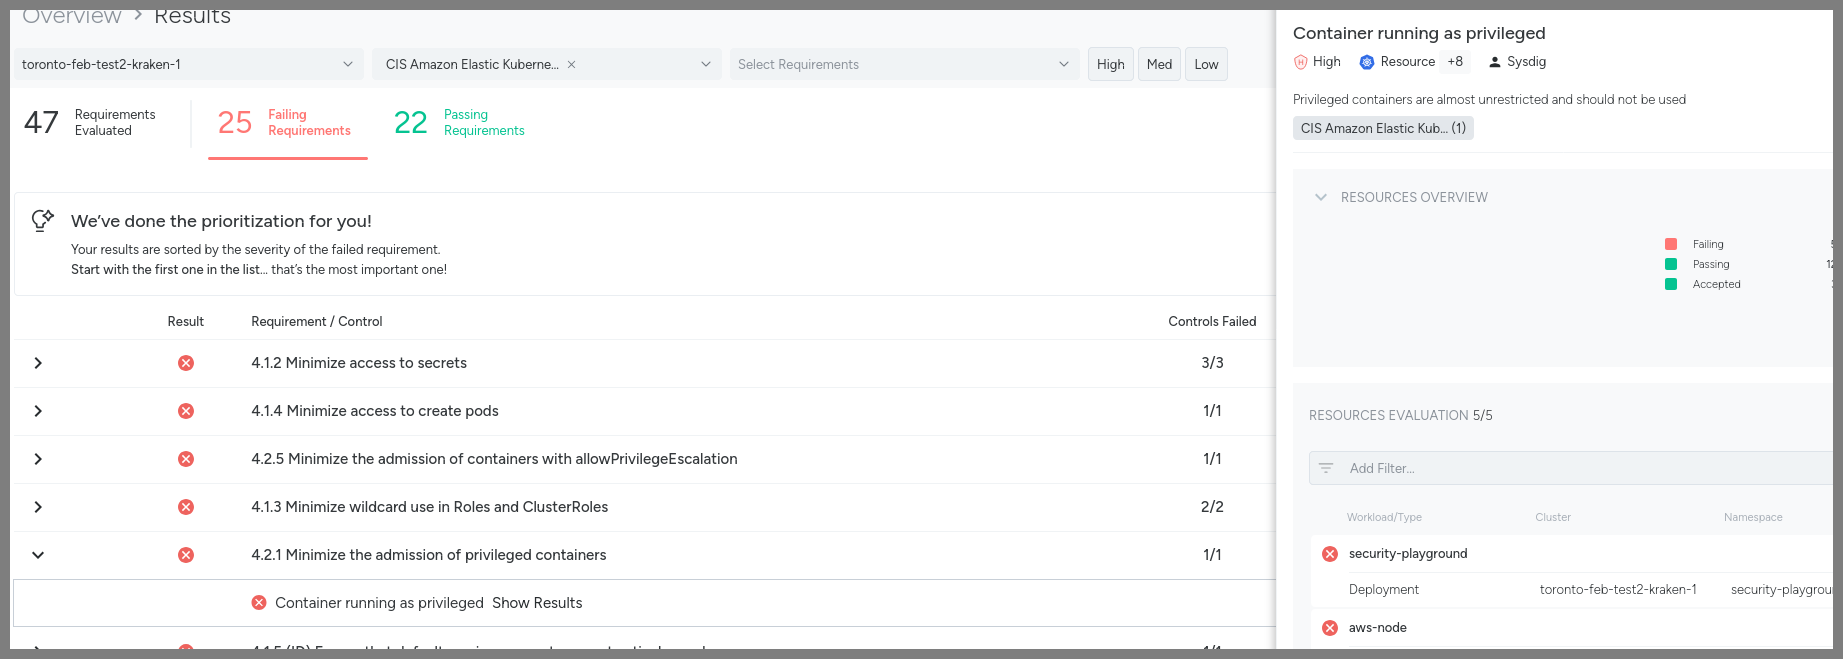 Overview > Results
toronto-feb-test2-kraken-1
CIS Amazon Elastic Kuberne... ×
Select Requirements
High
Med
Low
47 Requirements Evaluated
25 Failing Requirements
22 Passing Requirements
We've done the prioritization for you!
Your results are sorted by the severity of the failed requirement.
Start with the first one in the list... that's the most important one!
Result Requirement / Control Controls Failed
4.1.2 Minimize access to secrets 3/3
4.1.4 Minimize access to create pods 1/1
4.2.5 Minimize the admission of containers with allowPrivilegeEscalation 1/1
4.1.3 Minimize wildcard use in Roles and ClusterRoles 2/2
4.2.1 Minimize the admission of privileged containers 1/1
Container running as privileged Show Results
Container running as privileged
High Resource +8 Sysdig
Privileged containers are almost unrestricted and should not be used
CIS Amazon Elastic Kub... (1)
RESOURCES OVERVIEW
Failing
Passing
Accepted
RESOURCES EVALUATION 5/5
Add Filter...
Workload/Type Cluster Namespace
security-playground
Deployment toronto-feb-test2-kraken-1 security-playgrou
aws-node